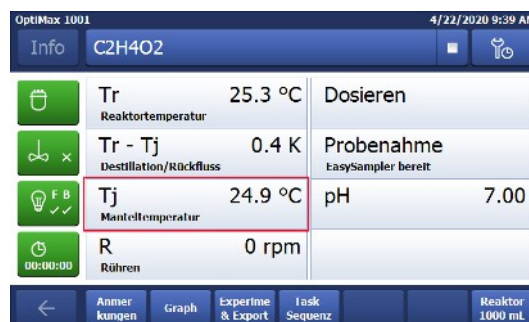 OptiMax 1001
4/22/2020 9:39 AM
Info
C2H4O2
Tr 25.3 °C
Reaktortemperatur
Dosieren
Tr - Tj 0.4 K
Destillation/Rückfluss
Probenahme
EasySampler bereit
F B
Tj 24.9 °C
Manteltemperatur
pH 7.00
00:00:00
R 0 rpm
Rühren
Anmer
kungen
Graph
Experime
& Export
Task
Sequenz
Reaktor
1000 mL